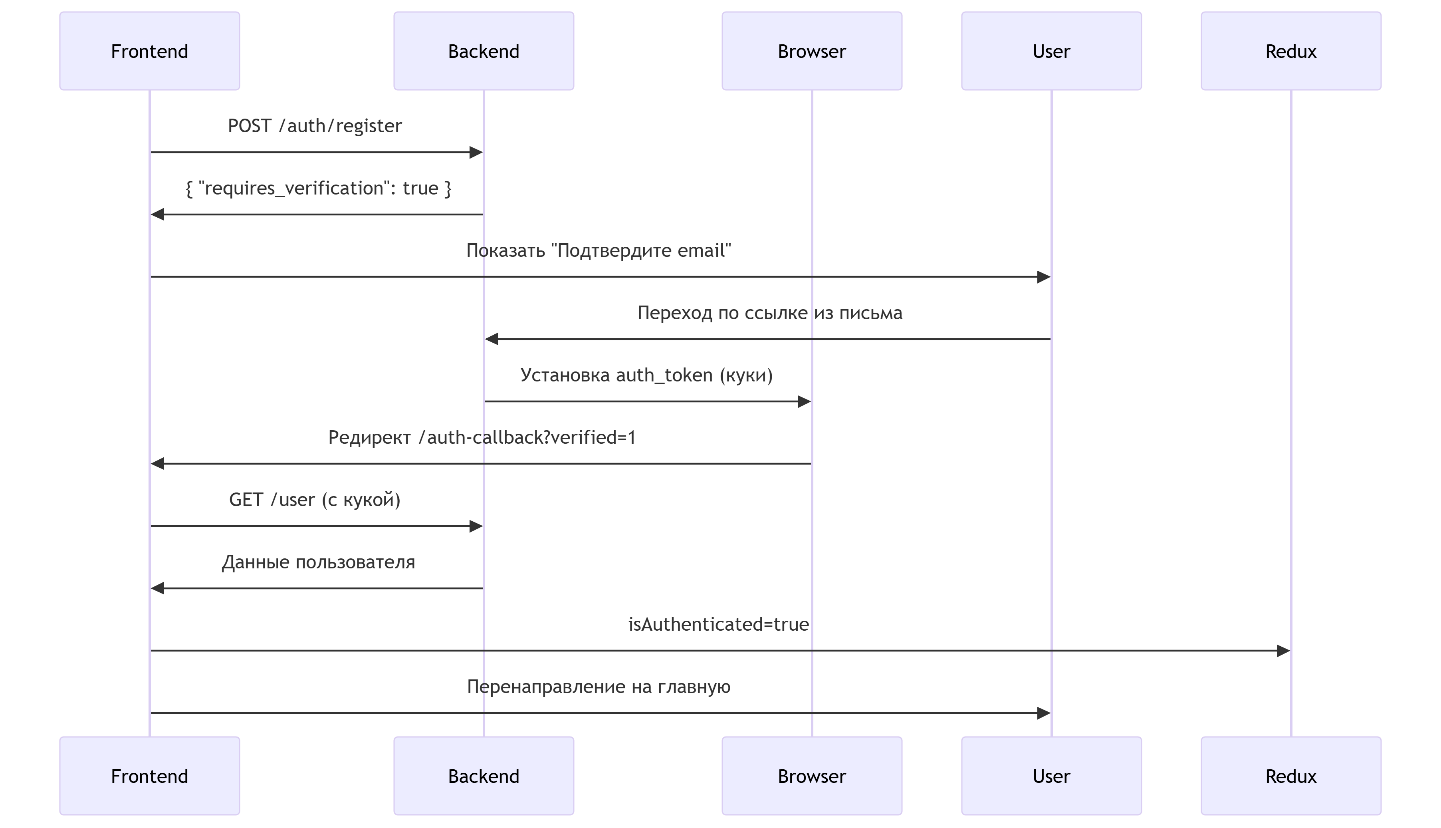 Frontend
Backend
Browser
User
Redux
POST /auth/register
{ "requires_verification": true }
Показать "Подтвердите email"
Переход по ссылке из письма
Установка auth_token (куки)
Редирект /auth-callback?verified=1
GET /user (с кукой)
Данные пользователя
isAuthenticated=true
Перенаправление на главную
Frontend
Backend
Browser
User
Redux